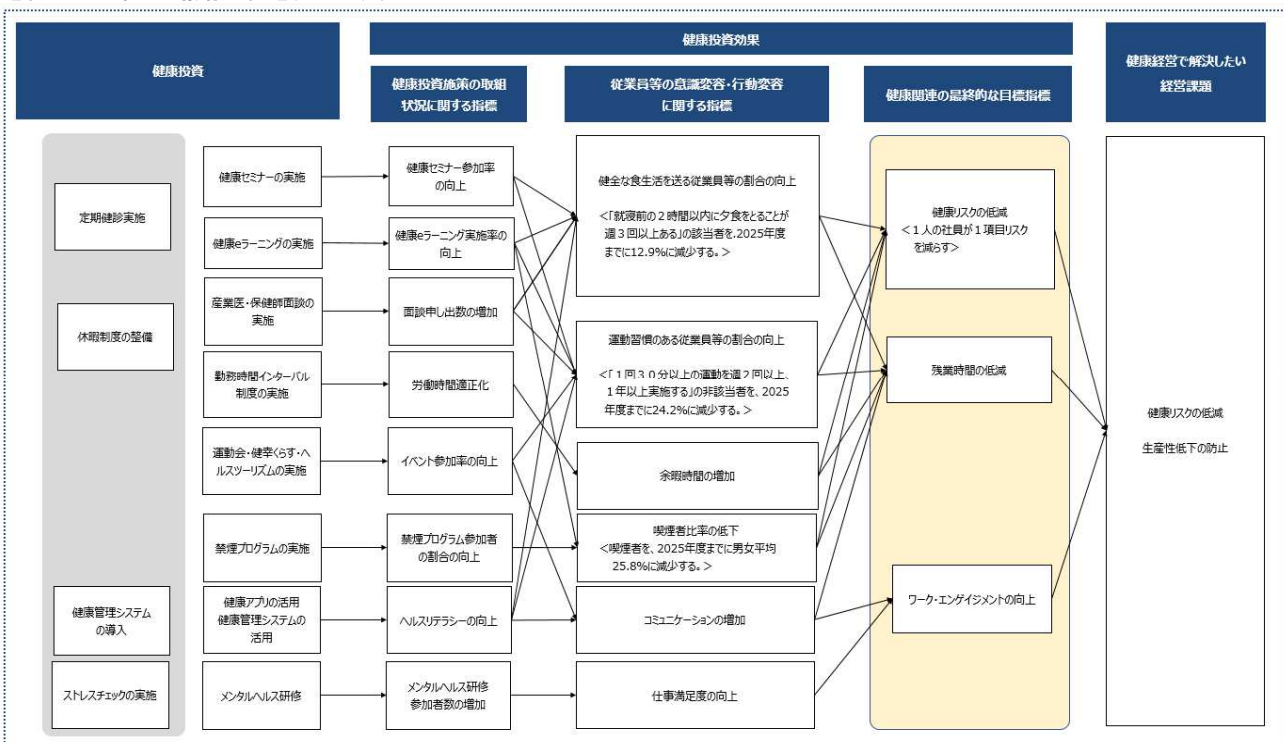 健康投資
健康投資効果
健康経営で解決したい
経営課題
健康投資施策の取組
状況に関する指標
従業員等の意識変容・行動変容
に関する指標
健康関連の最終的な目標指標
定期健診実施
休暇制度の整備
健康管理システム
の導入
ストレスチェックの実施
健康セミナーの実施
健康eラーニングの実施
産業医・保健師面談の
実施
勤務時間インターバル
制度の実施
運動会・健幸くらす・ヘ
ルスツーリズムの実施
禁煙プログラムの実施
健康アプリの活用
健康管理システムの
活用
メンタルヘルス研修
健康セミナー参加率
の向上
健康eラーニング実施率の
向上
面談申し出数の増加
労働時間適正化
イベント参加率の向上
禁煙プログラム参加者
の割合の向上
ヘルスリテラシーの向上
メンタルヘルス研修
参加者数の増加
健全な食生活を送る従業員等の割合の向上
<「就寝前の2時間以内に夕食をとることが
週3回以上ある」の該当者を.2025年度
までに12.9%に減少する。>
運動習慣のある従業員等の割合の向上
<「1回30分以上の運動を週2回以上、
1年以上実施する」の非該当者を、2025
年度までに24.2%に減少する。>
余暇時間の増加
喫煙者比率の低下
<喫煙者を、2025年度までに男女平均
25.8%に減少する。>
コミュニケーションの増加
仕事満足度の向上
健康リスクの低減
<1人の社員が1項目リスク
を減らす>
残業時間の低減
ワーク・エンゲイジメントの向上
健康リスクの低減
生産性低下の防止